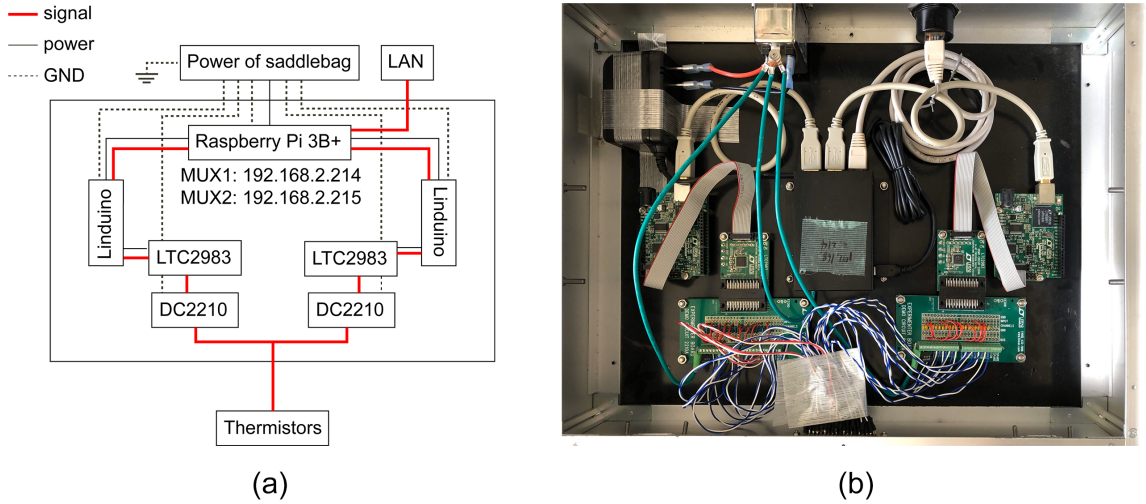 signal
power
GND
Power of saddlebag
LAN
Raspberry Pi 3B+
MUX1: 192.168.2.214
MUX2: 192.168.2.215
Linduino
Linduino
LTC2983
LTC2983
DC2210
DC2210
Thermistors
(a)
(b)